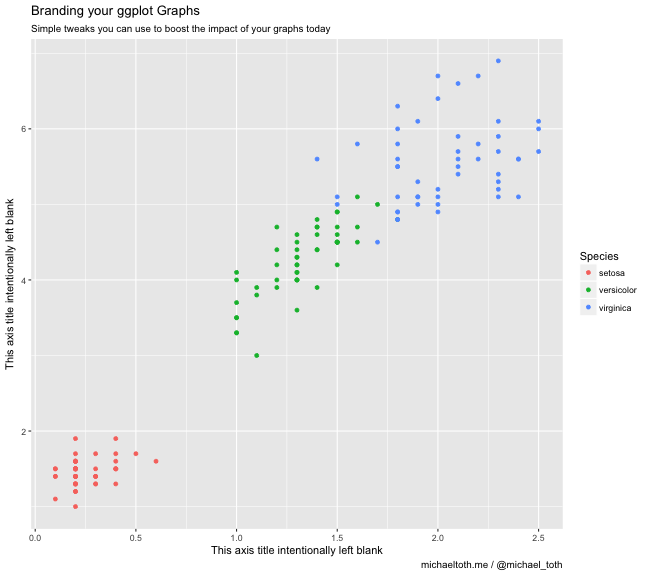 Branding your ggplot Graphs
Simple tweaks you can use to boost the impact of your graphs today
This axis title intentionally left blank
6
4
2
0.0 0.5 1.0 1.5 2.0 2.5
This axis title intentionally left blank
Species
setosa
versicolor
virginica
michaeltoth.me / @michael_toth